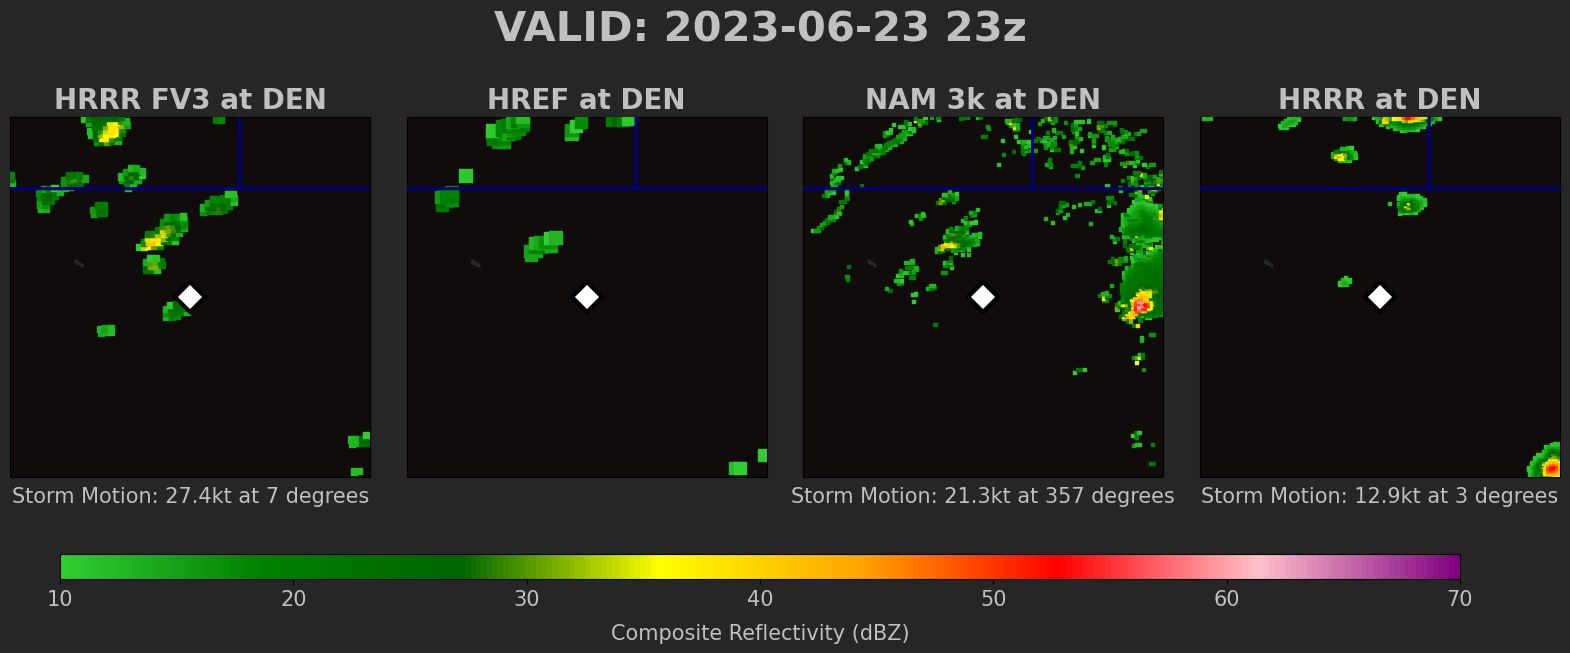 VALID: 2023-06-23 23z
HRRR FV3 at DEN
HREF at DEN
NAM 3k at DEN
HRRR at DEN
Storm Motion: 27.4kt at 7 degrees
Storm Motion: 21.3kt at 357 degrees
Storm Motion: 12.9kt at 3 degrees
10 20 30 40 50 60 70
Composite Reflectivity (dBZ)